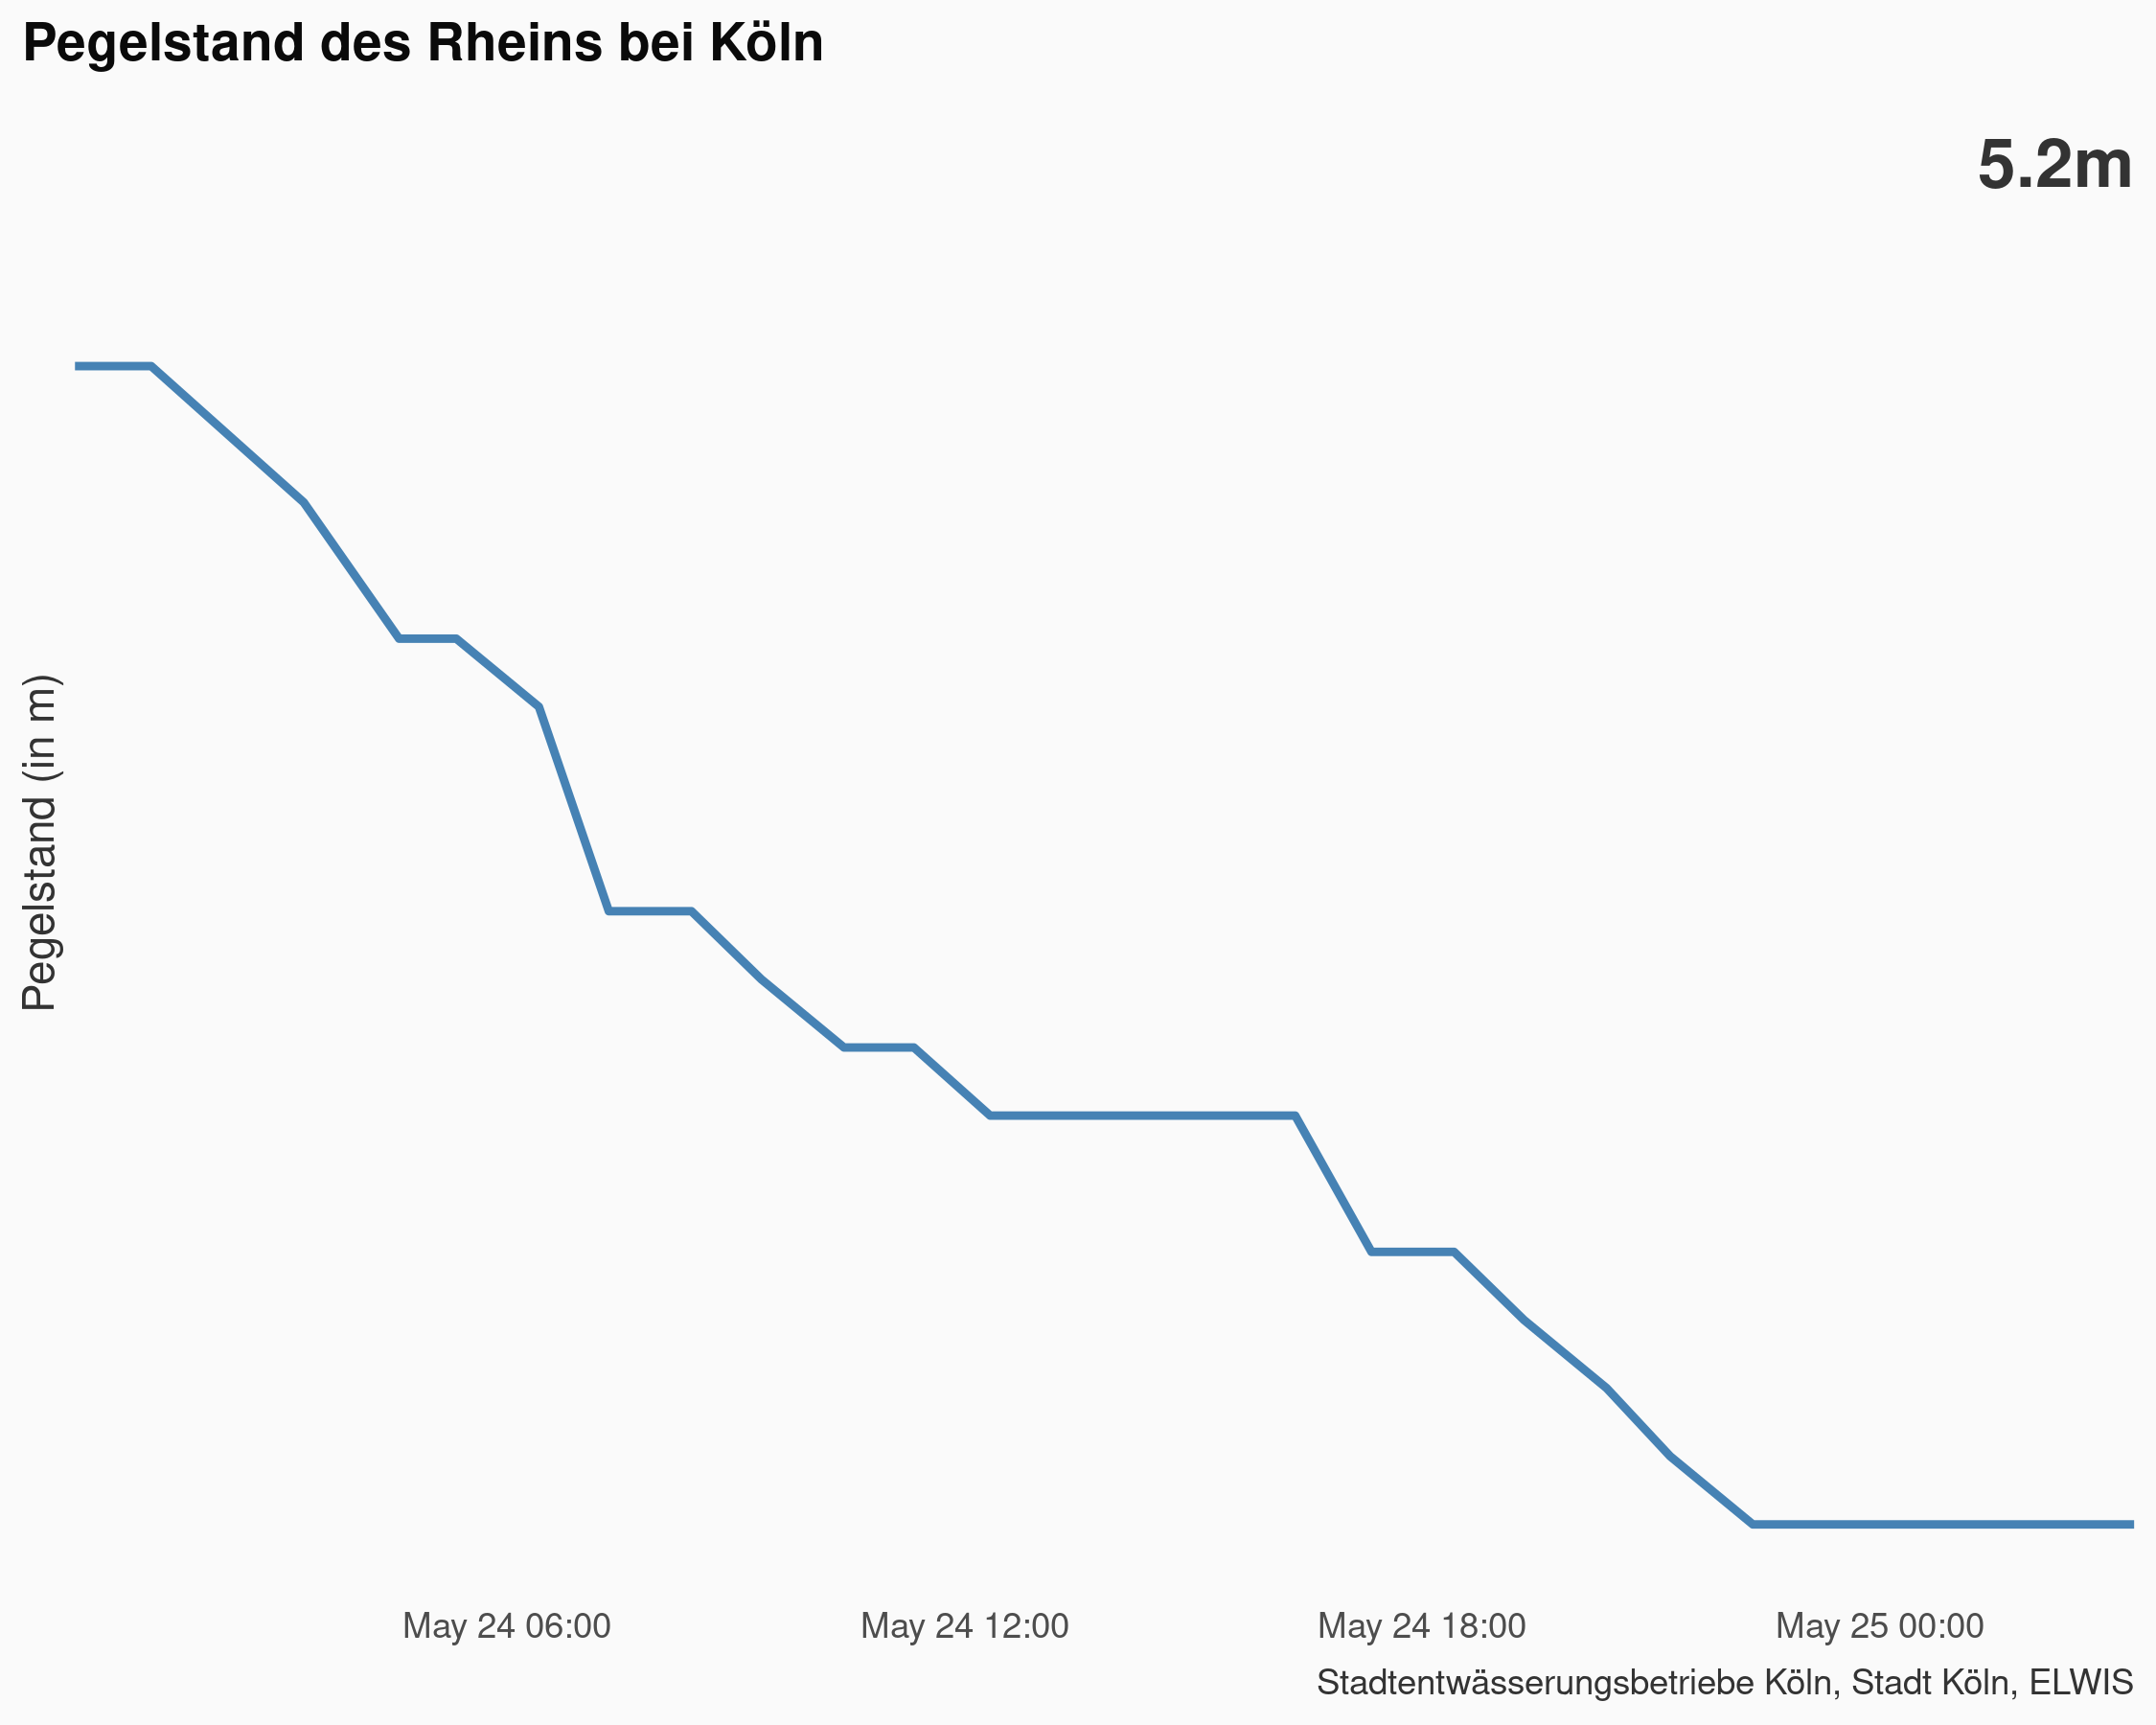 Pegelstand des Rheins bei Köln
5.2m
Pegelstand (in m)
May 24 06:00
May 24 12:00
May 24 18:00
May 25 00:00
Stadtentwässerungsbetriebe Köln, Stadt Köln, ELWIS